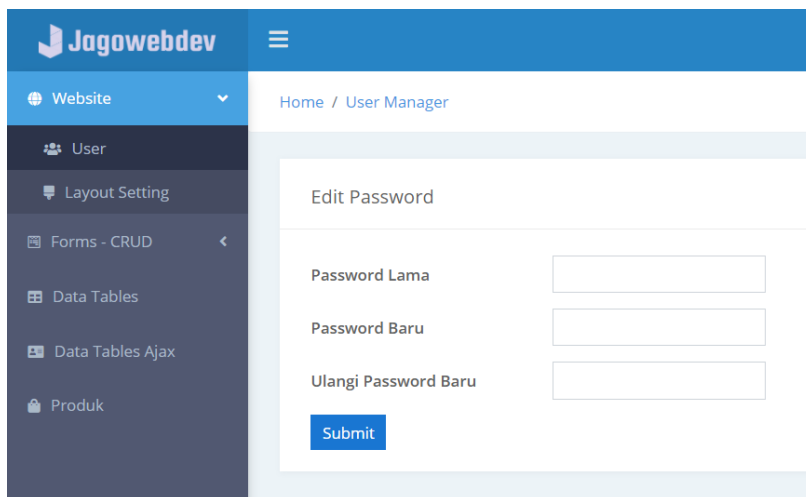 Jagowebdev
Website
User
Layout Setting
Forms - CRUD
Data Tables
Data Tables Ajax
Produk
Home / User Manager
Edit Password
Password Lama
Password Baru
Ulangi Password Baru
Submit